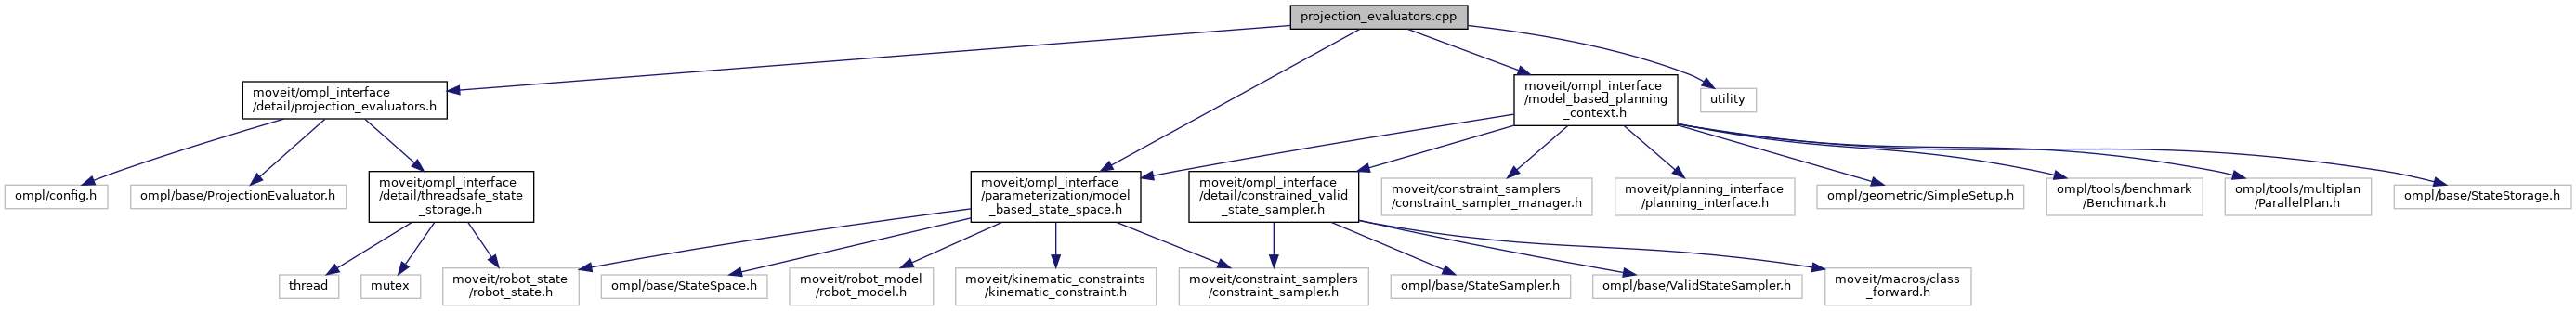 projection_evaluators.cpp
moveit/ompl_interface
/detail/projection_evaluators.h
moveit/ompl_interface
/model_based_planning
_context.h
utility
ompl/config.h
ompl/base/ProjectionEvaluator.h
moveit/ompl_interface
/detail/threadsafe_state
_storage.h
moveit/ompl_interface
/parameterization/model
_based_state_space.h
moveit/ompl_interface
/detail/constrained_valid
_state_sampler.h
moveit/constraint_samplers
/constraint_sampler_manager.h
moveit/planning_interface
/planning_interface.h
ompl/geometric/SimpleSetup.h
ompl/tools/benchmark
/Benchmark.h
ompl/tools/multiplan
/ParallelPlan.h
ompl/base/StateStorage.h
thread
mutex
moveit/robot_state
/robot_state.h
ompl/base/StateSpace.h
moveit/robot_model
/robot_model.h
moveit/kinematic_constraints
/kinematic_constraint.h
moveit/constraint_samplers
/constraint_sampler.h
ompl/base/StateSampler.h
ompl/base/ValidStateSampler.h
moveit/macros/class
_forward.h